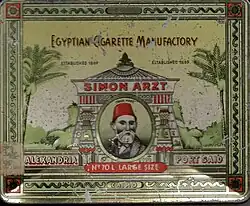 EGYPTIAN CIGARETTE MANUFACTORY
ESTABLISHED 1869 ESTABLISHED 1869
SIMON ARZT
ALEXANDRIA PORT SAID
No 70 L LARGE SIZE